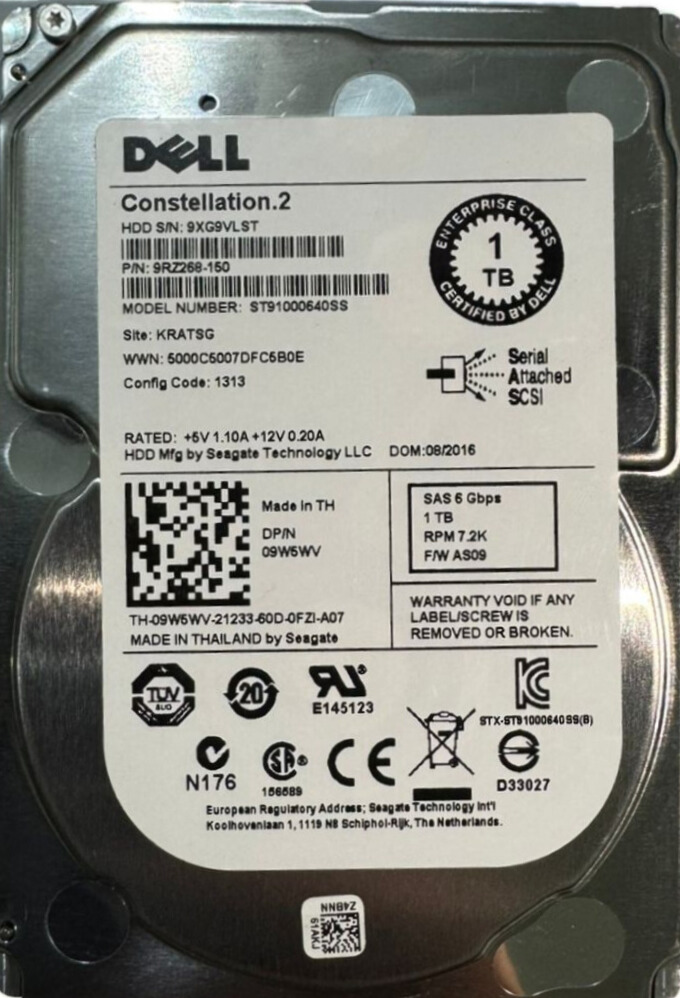 DELL
Constellation.2
HDD S/N: 9XG9VLST
P/N: 9RZ268-150
MODEL NUMBER: ST91000640SS
Site: KRATSG
WWN: 5000C5007DFC5B0E
Config Code: 1313
ENTERPRISE CLASS
1
TB
CERTIFIED BY DELL
Serial
Attached
SCSI
RATED: +5V 1.10A +12V 0.20A
HDD Mfg by Seagate Technology LLC DOM:08/2016
Made in TH
DP/N
09W5WV
TH-09W5WV-21233-60D-0FZI-A07
MADE IN THAILAND by Seagate
SAS 6 Gbps
1 TB
RPM 7.2K
F/W AS09
WARRANTY VOID IF ANY
LABEL/SCREW IS
REMOVED OR BROKEN.
TUV
20
E145123
STX-ST91000640SS(B)
N176
156589
CE
D33027
European Regulatory Address; Seagate Technology Int'l
Koolhovenlaan 1, 1119 NB Schiphol-Rijk, The Netherlands.
Z4BNN
61AKJ